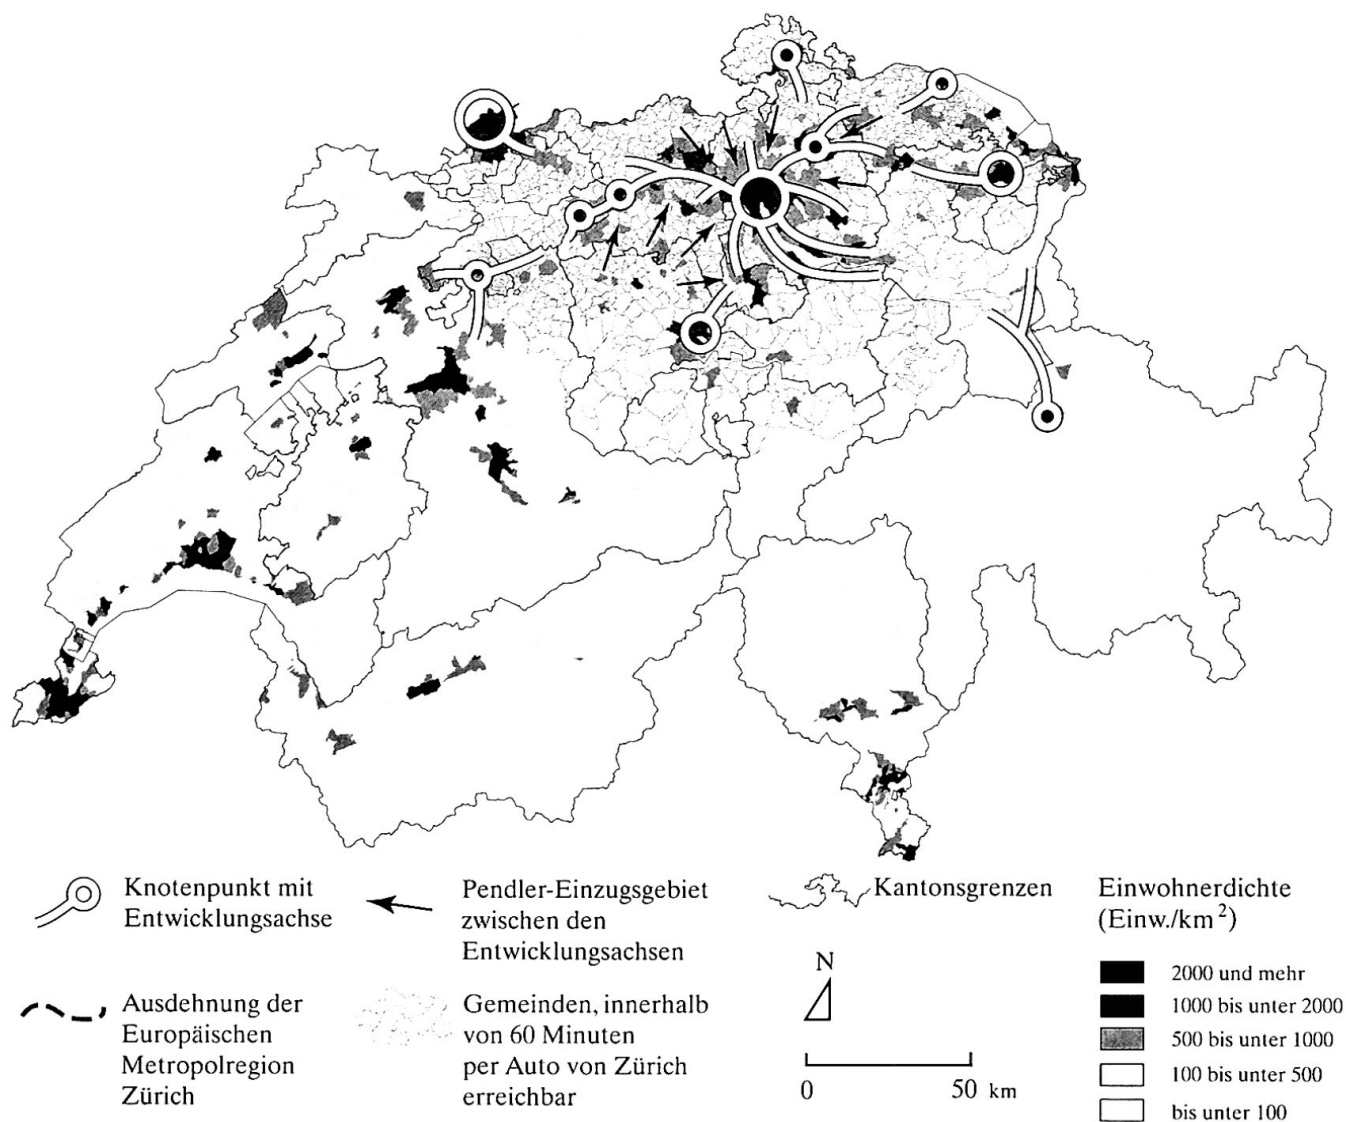 Knotenpunkt mit
Entwicklungsachse
Pendler-Einzugsgebiet
zwischen den
Entwicklungsachsen
Kantonsgrenzen
Einwohnerdichte
(Einw./km²)
Ausdehnung der
Europäischen
Metropolregion
Zürich
Gemeinden, innerhalb
von 60 Minuten
per Auto von Zürich
erreichbar
N
0 50 km
2000 und mehr
1000 bis unter 2000
500 bis unter 1000
100 bis unter 500
bis unter 100